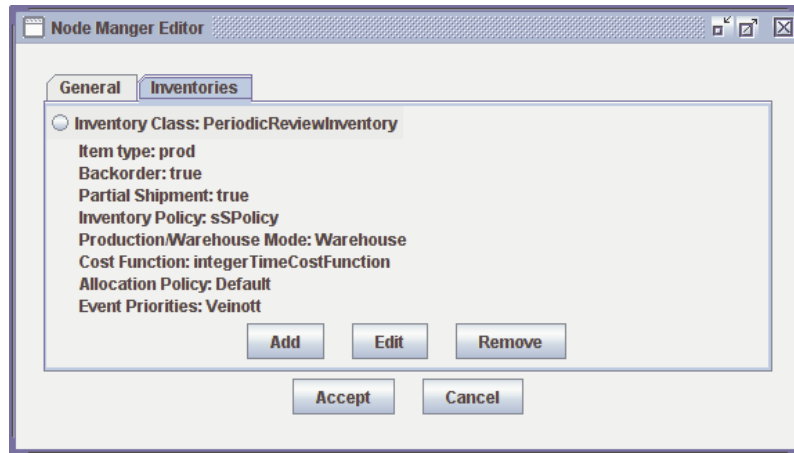 Node Manger Editor
General Inventories
Inventory Class: PeriodicReviewInventory
Item type: prod
Backorder: true
Partial Shipment: true
Inventory Policy: sSPolicy
Production/Warehouse Mode: Warehouse
Cost Function: integerTimeCostFunction
Allocation Policy: Default
Event Priorities: Veinott
Add Edit Remove
Accept Cancel